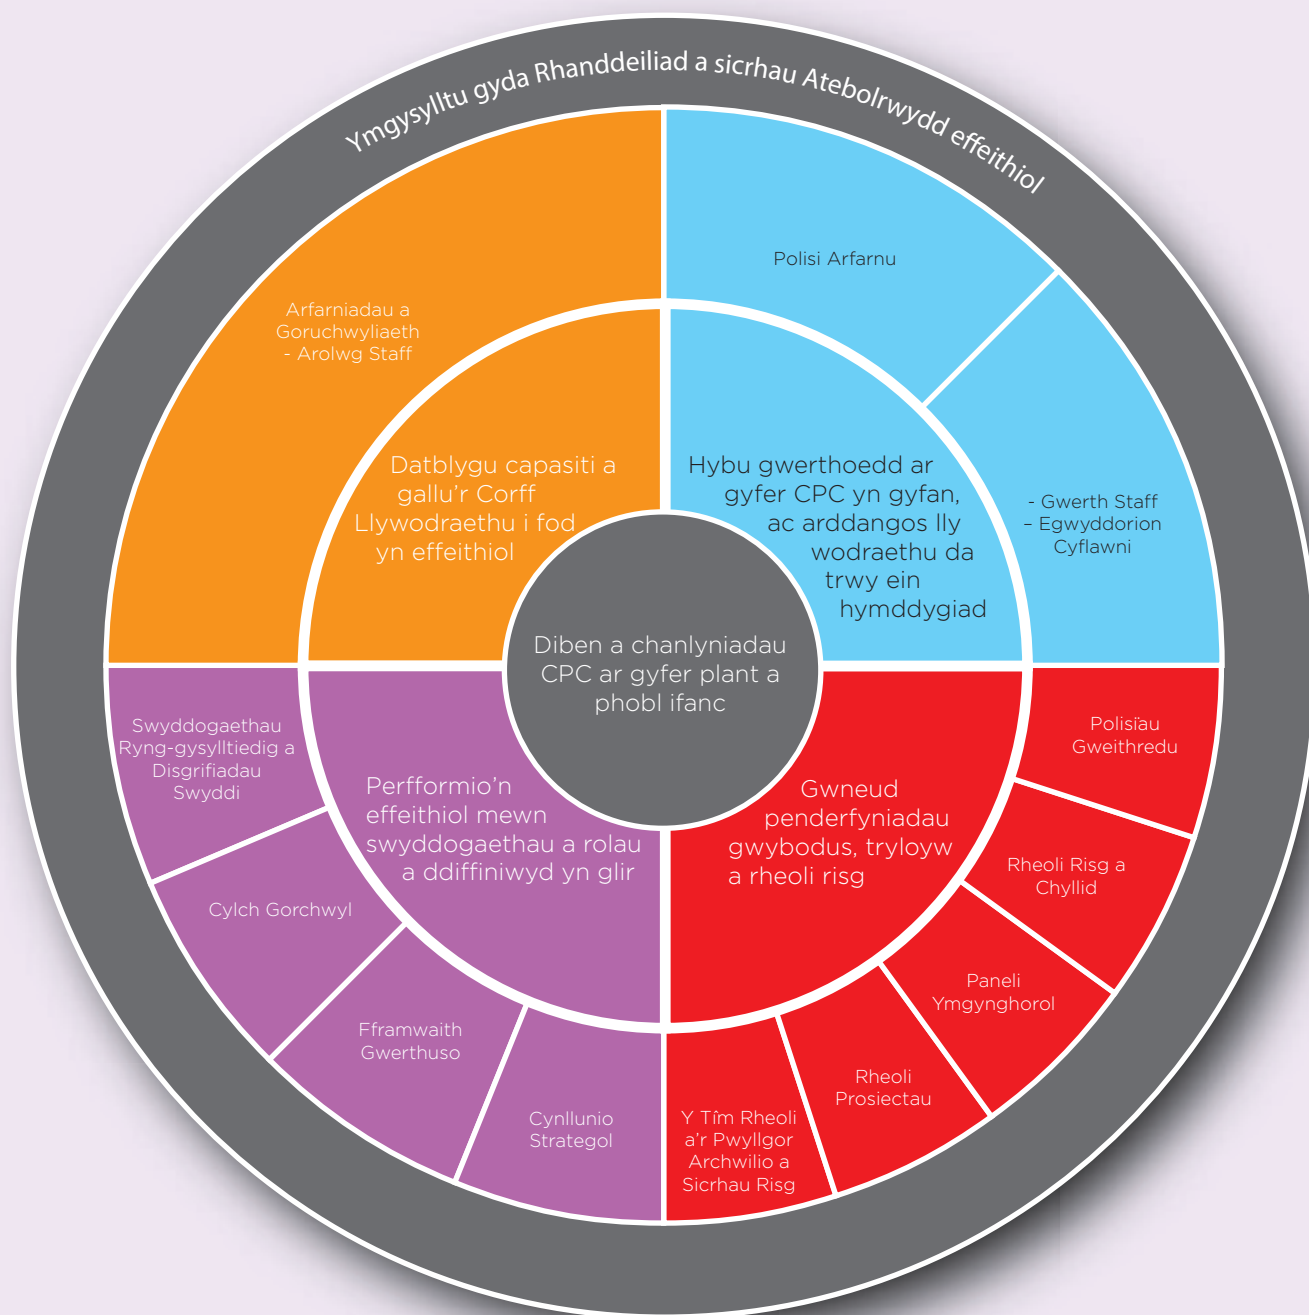 Ymgysylltu gyda Rhanddeiliad a sicrhau Atebolrwydd effeithiol
Polisi Arfarnu
Arfarniadau a
Goruchwyliaeth
- Arolwg Staff
Datblygu capasiti a
gallu’r Corff
Llywodraethu i fod
yn effeithiol
Hybu gwerthoedd ar
gyfer CPC yn gyfan,
ac arddangos lly
wodraethu da
trwy ein
hymddygiad
- Gwerth Staff
– Egwyddorion
Cyflawni
Diben a chanlyniadau
CPC ar gyfer plant a
phobl ifanc
Swyddogaethau
Ryng-gysylltiedig a
Disgrifiadau
Swyddi
Perfformio’n
effeithiol mewn
swyddogaethau a rolau
a ddiffiniwyd yn glir
Gwneud
penderfyniadau
gwybodus, tryloyw
a rheoli risg
Polisïau
Gweithredu
Rheoli Risg a
Chyllid
Cylch Gorchwyl
Paneli
Ymgynghorol
Fframwaith
Gwerthuso
Rheoli
Prosiectau
Cynllunio
Strategol
Y Tîm Rheoli
a’r Pwyllgor
Archwilio a
Sicrhau Risg